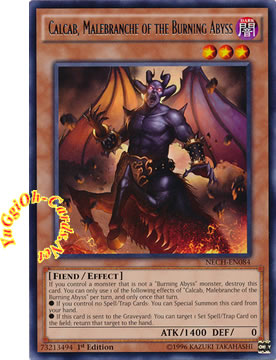 Calcab, Malebranche of the Burning Abyss
DARK
闇
YuGiOh-Cards.Net
NECH-EN084
[FIEND / EFFECT]
If you control a monster that is not a "Burning Abyss" monster, destroy this
card. You can only use 1 of the following effects of "Calcab, Malebranche of
the Burning Abyss" per turn, and only once that turn.
● If you control no Spell/Trap Cards: You can Special Summon this card from
your hand.
● If this card is sent to the Graveyard: You can target 1 Set Spell/Trap Card on
the field; return that target to the hand.
ATK/1400 DEF/ 0
73213494 1st Edition ©1996 KAZUKI TAKAHASHI